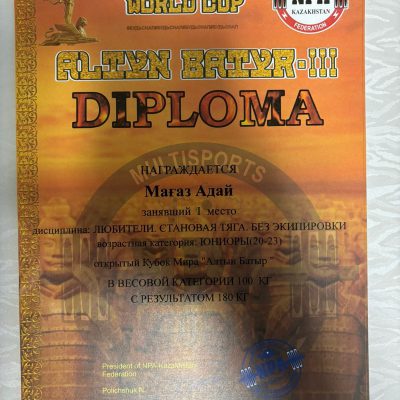 WORLD CUP
NPA
KAZAKHSTAN
FEDERATION
ALTYN BATYR-III
DIPLOMA
MULTISPORTS
НАГРАЖДАЕТСЯ
Мағаз Адай
занявший 1 место
дисциплина: ЛЮБИТЕЛИ. СТАНОВАЯ ТЯГА. БЕЗ ЭКИПИРОВКИ
возрастная категория: ЮНИОРЫ(20-23)
открытый Кубок Мира "Алтын Батыр "
В ВЕСОВОЙ КАТЕГОРИИ 100 КГ
С РЕЗУЛЬТАТОМ 180 КГ
President of NPA Kazakhstan
Federation
Polichshuk N.
NPA